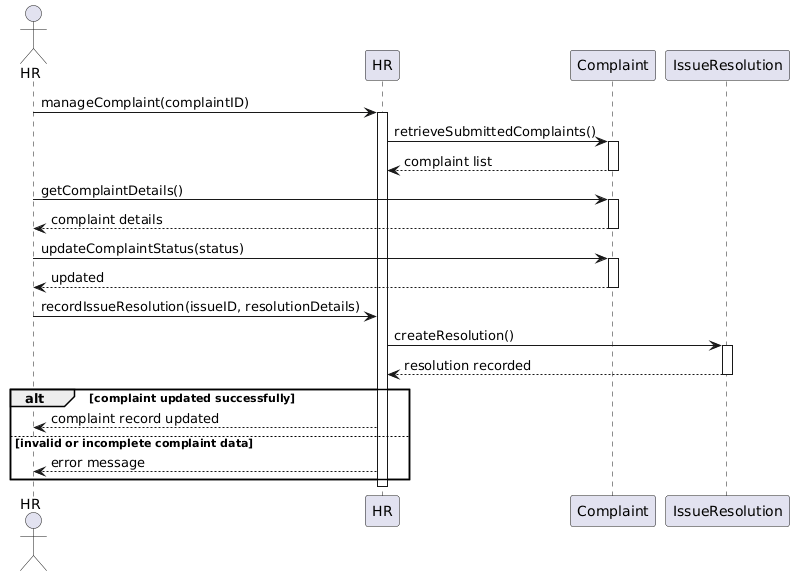 HR
HR
Complaint
IssueResolution
manageComplaint(complaintID)
retrieveSubmittedComplaints()
complaint list
getComplaintDetails()
complaint details
updateComplaintStatus(status)
updated
recordIssueResolution(issueID, resolutionDetails)
createResolution()
resolution recorded
alt [complaint updated successfully]
complaint record updated
[invalid or incomplete complaint data]
error message
HR
HR
Complaint
IssueResolution